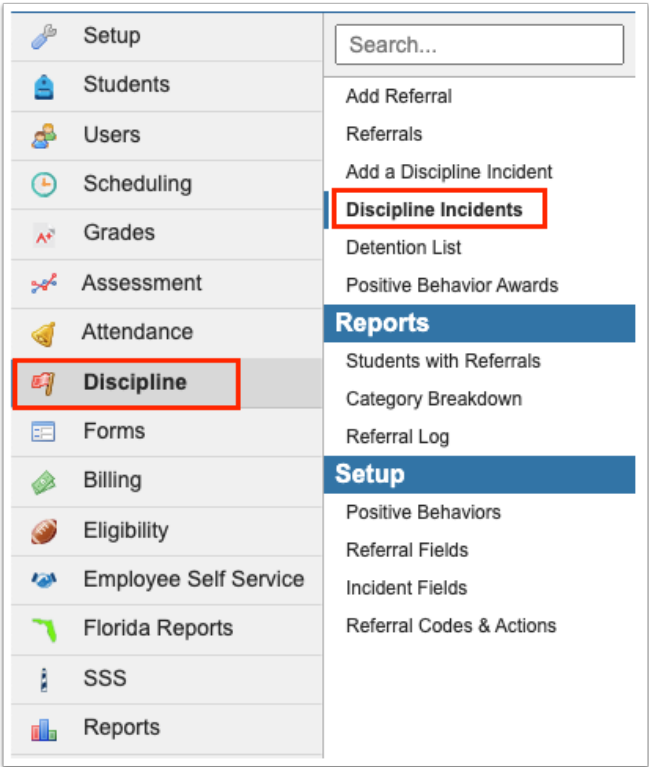 Setup
Students
Users
Scheduling
Grades
Assessment
Attendance
Discipline
Forms
Billing
Eligibility
Employee Self Service
Florida Reports
SSS
Reports
Search...
Add Referral
Referrals
Add a Discipline Incident
Discipline Incidents
Detention List
Positive Behavior Awards
Reports
Students with Referrals
Category Breakdown
Referral Log
Setup
Positive Behaviors
Referral Fields
Incident Fields
Referral Codes & Actions